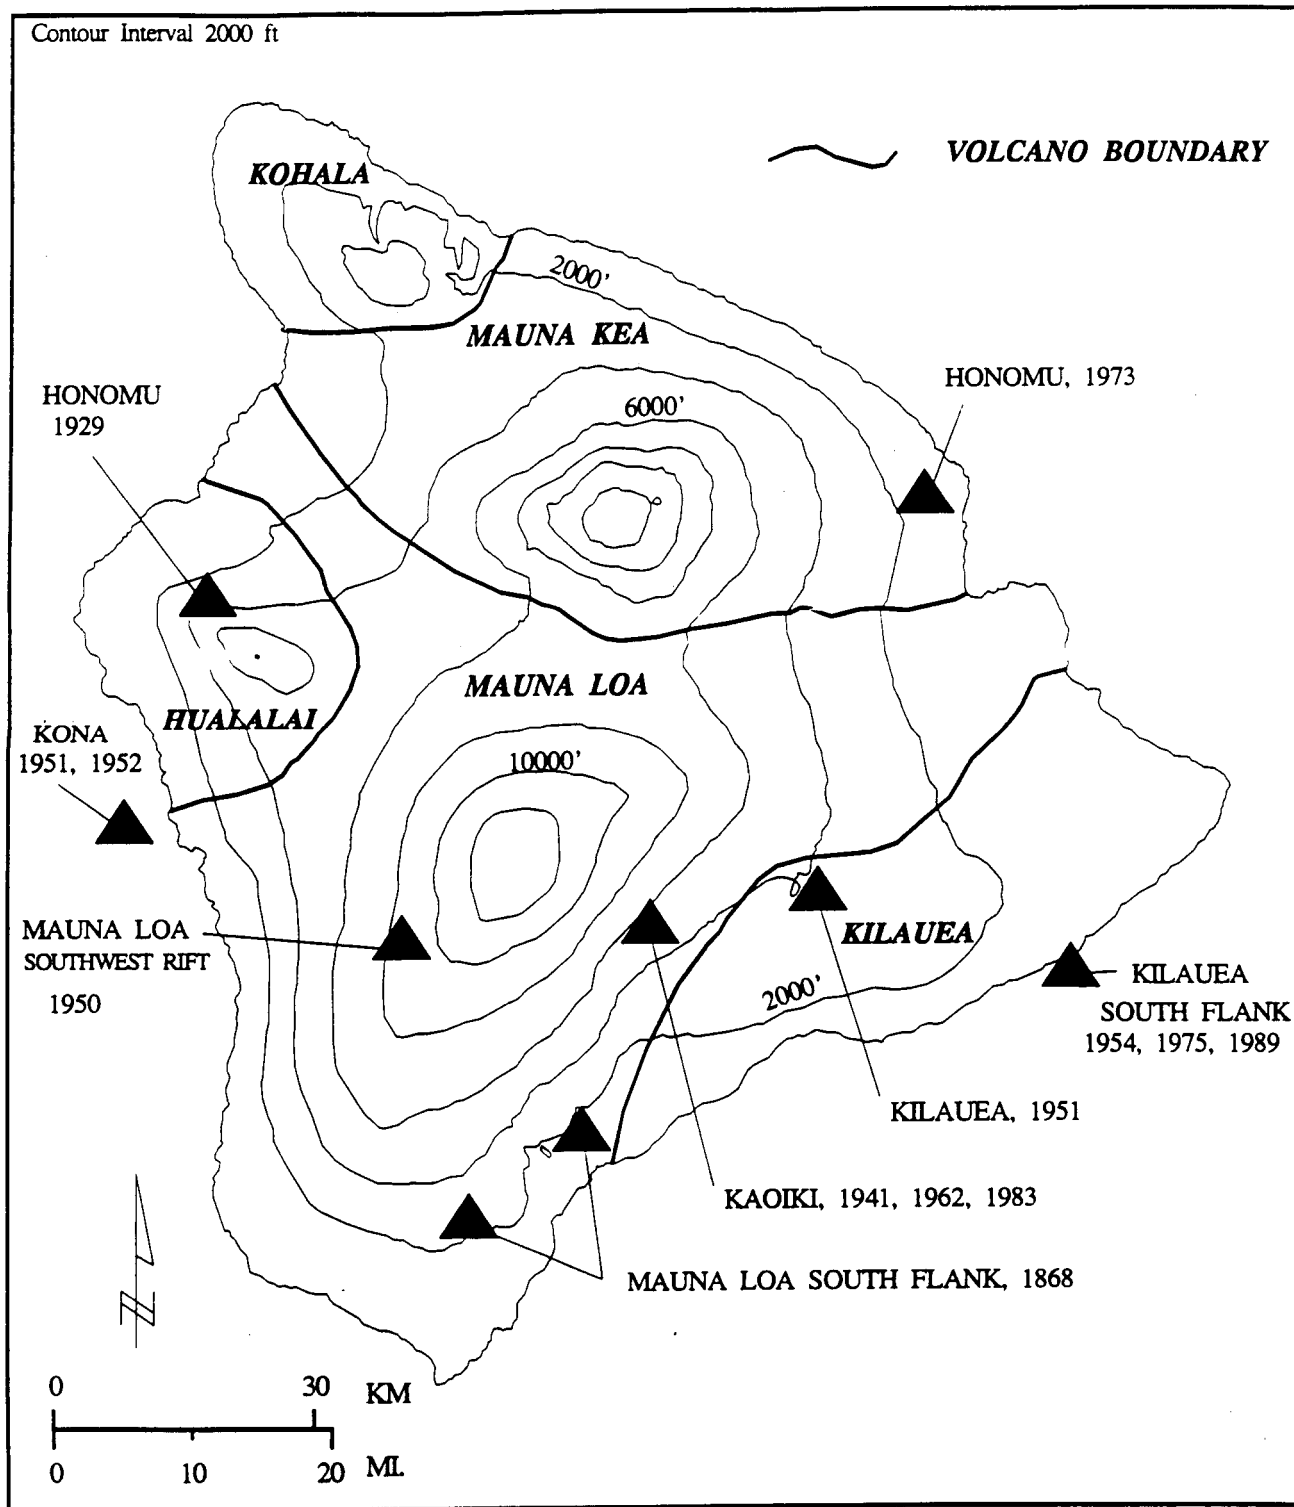 Contour Interval 2000 ft
VOLCANO BOUNDARY
KOHALA
2000'
MAUNA KEA
HONOMU, 1973
HONOMU
1929
6000'
MAUNA LOA
HUALALAI
KONA
1951, 1952
10000'
MAUNA LOA
SOUTHWEST RIFT
1950
KILAUEA
2000'
KILAUEA
SOUTH FLANK
1954, 1975, 1989
KILAUEA, 1951
KAOIKI, 1941, 1962, 1983
MAUNA LOA SOUTH FLANK, 1868
N
0 30 KM
0 10 20 MI.